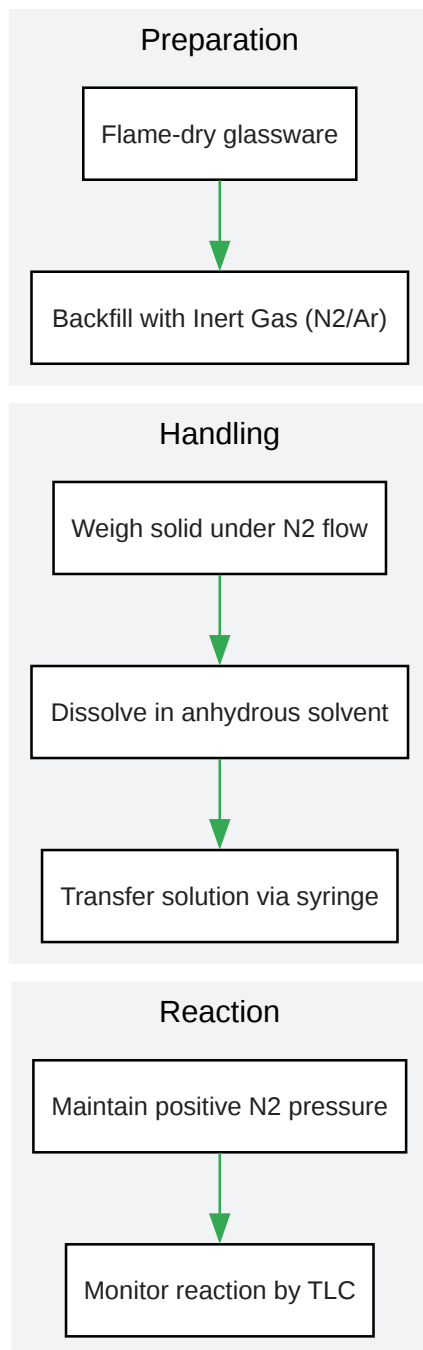 Preparation
Flame-dry glassware
Backfill with Inert Gas (N2/Ar)
Handling
Weigh solid under N2 flow
Dissolve in anhydrous solvent
Transfer solution via syringe
Reaction
Maintain positive N2 pressure
Monitor reaction by TLC